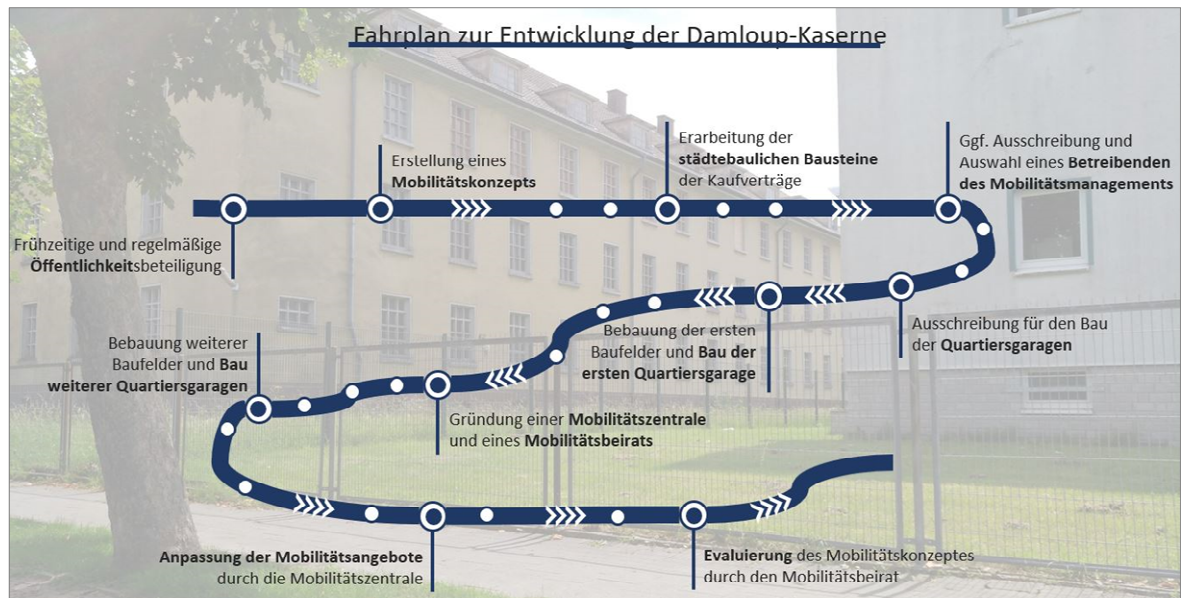 Fahrplan zur Entwicklung der Damloup-Kaserne
Frühzeitige und regelmäßige
Öffentlichkeitsbeteiligung
Erstellung eines
Mobilitätskonzepts
Erarbeitung der
städtebaulichen Bausteine
der Kaufverträge
Ggf. Ausschreibung und
Auswahl eines Betreibenden
des Mobilitätsmanagements
Ausschreibung für den Bau
der Quartiersgaragen
Bebauung der ersten
Baufelder und Bau der
ersten Quartiersgarage
Gründung einer Mobilitätszentrale
und eines Mobilitätsbeirats
Bebauung weiterer
Baufelder und Bau
weiterer Quartiersgaragen
Anpassung der Mobilitätsangebote
durch die Mobilitätszentrale
Evaluierung des Mobilitätskonzeptes
durch den Mobilitätsbeirat